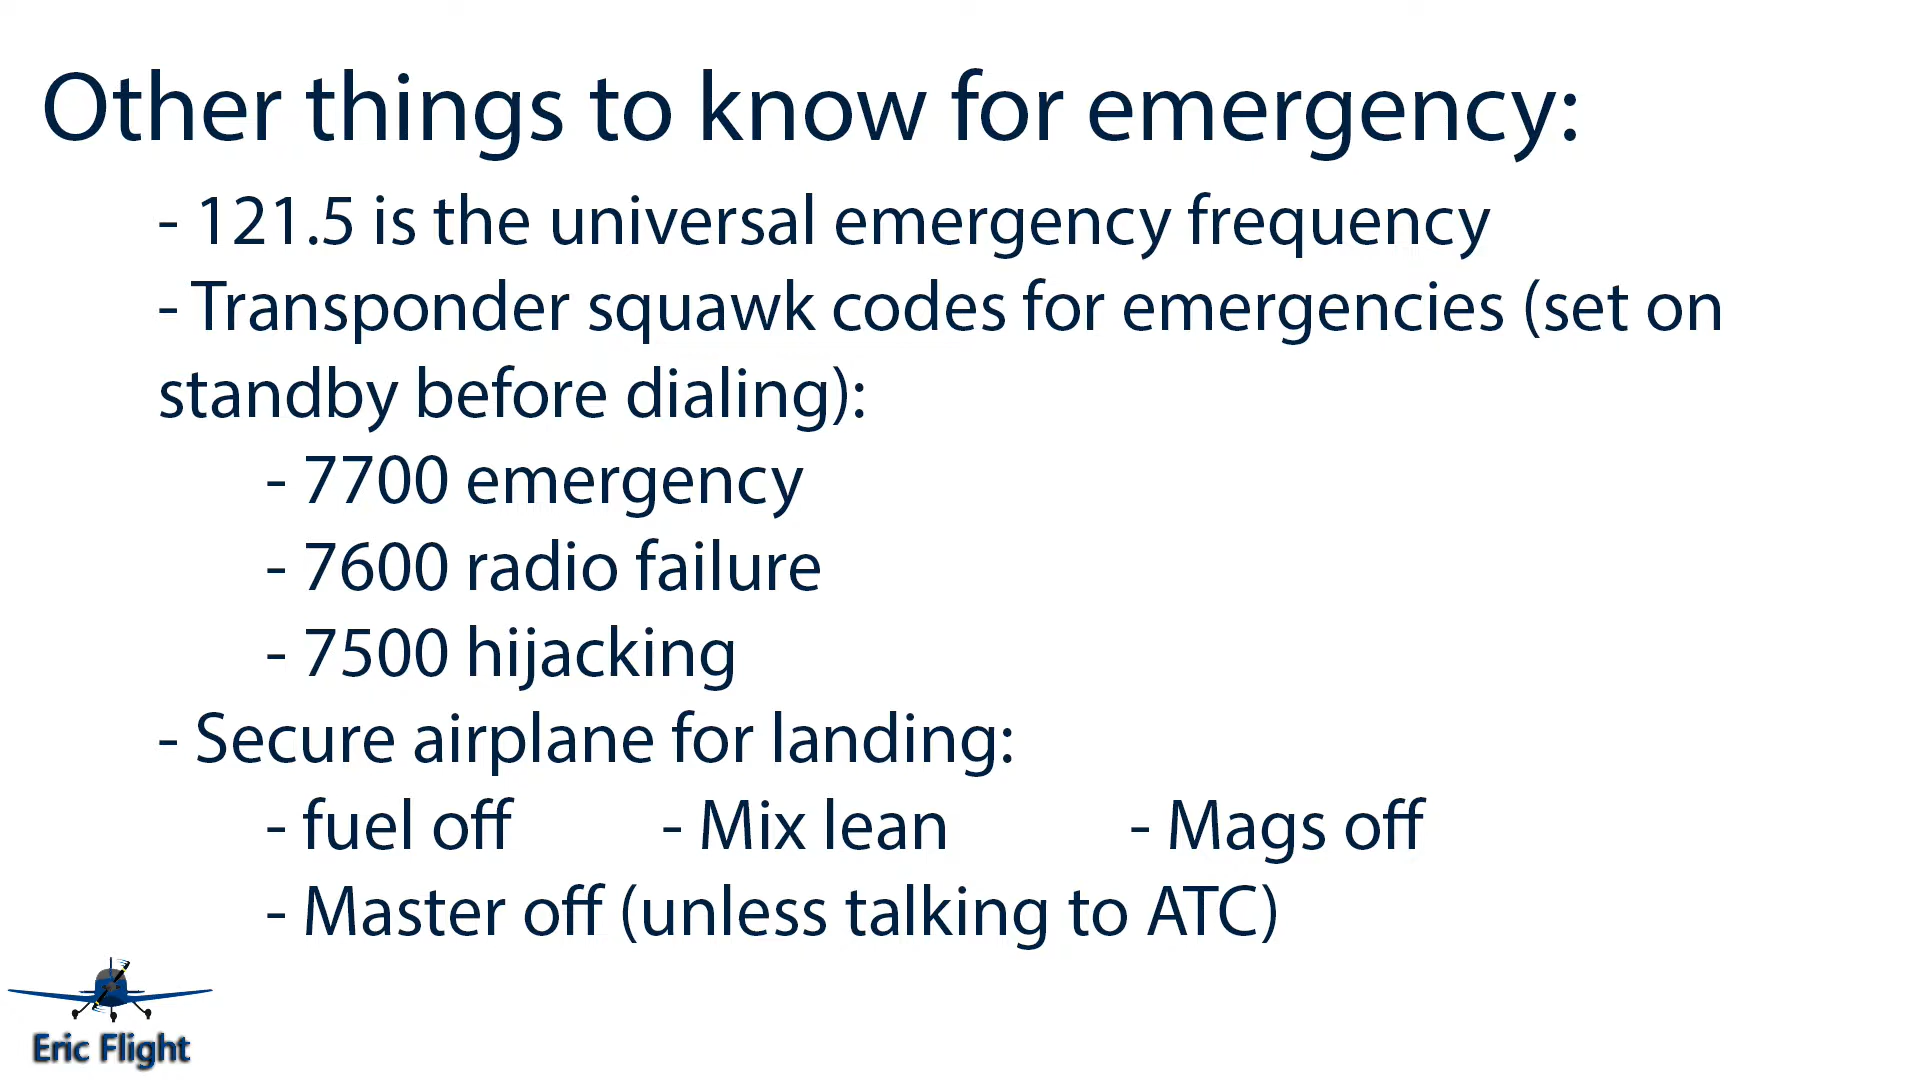 Other things to know for emergency:
- 121.5 is the universal emergency frequency
- Transponder squawk codes for emergencies (set on
standby before dialing):
- 7700 emergency
- 7600 radio failure
- 7500 hijacking
- Secure airplane for landing:
- fuel off - Mix lean - Mags off
- Master off (unless talking to ATC)
Eric Flight